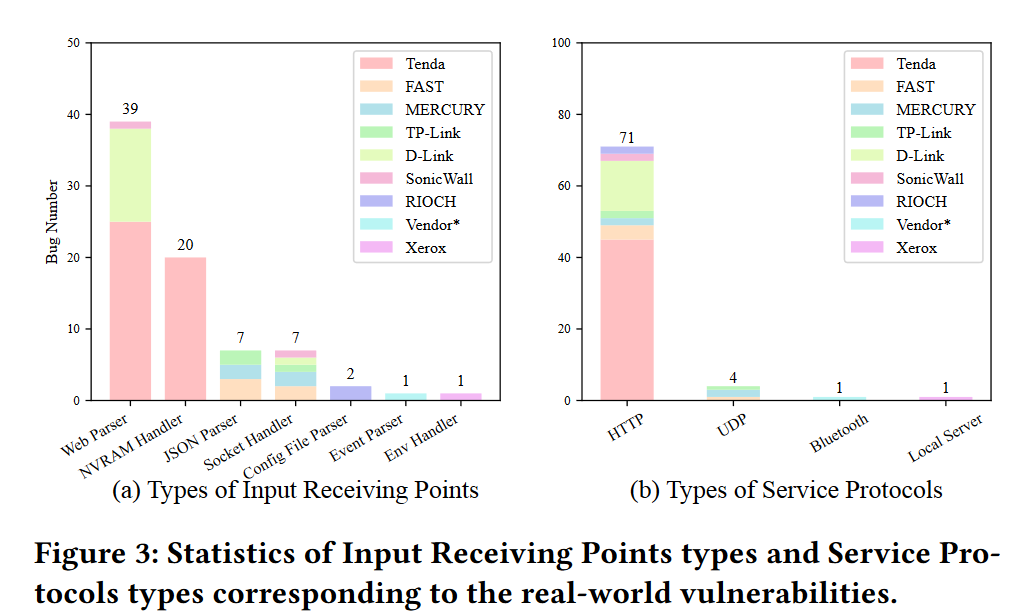 50
40
30
20
10
0
Bug Number
39
20
7
7
2
1
1
Tenda
FAST
MERCURY
TP-Link
D-Link
SonicWall
RIOCH
Vendor*
Xerox
Web Parser
NVRAM Handler
JSON Parser
Socket Handler
Config File Parser
Event Parser
Env Handler
(a) Types of Input Receiving Points
100
80
60
40
20
0
71
4
1
1
Tenda
FAST
MERCURY
TP-Link
D-Link
SonicWall
RIOCH
Vendor*
Xerox
HTTP
UDP
Bluetooth
Local Server
(b) Types of Service Protocols
Figure 3: Statistics of Input Receiving Points types and Service Pro-
tocols types corresponding to the real-world vulnerabilities.